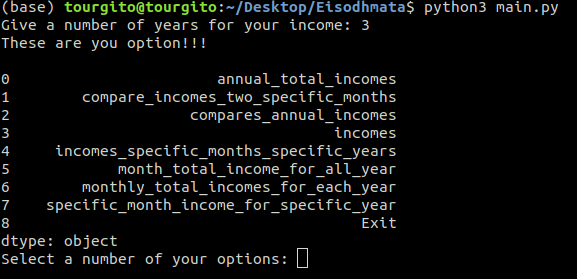 (base) tourgito@tourgito:~/Desktop/Eisodhmata$ python3 main.py
Give a number of years for your income: 3
These are you option!!!
0 annual_total_incomes
1 compare_incomes_two_specific_months
2 compares_annual_incomes
3 incomes
4 incomes_specific_months_specific_years
5 month_total_income_for_all_year
6 monthly_total_incomes_for_each_year
7 specific_month_income_for_specific_year
8 Exit
dtype: object
Select a number of your options: